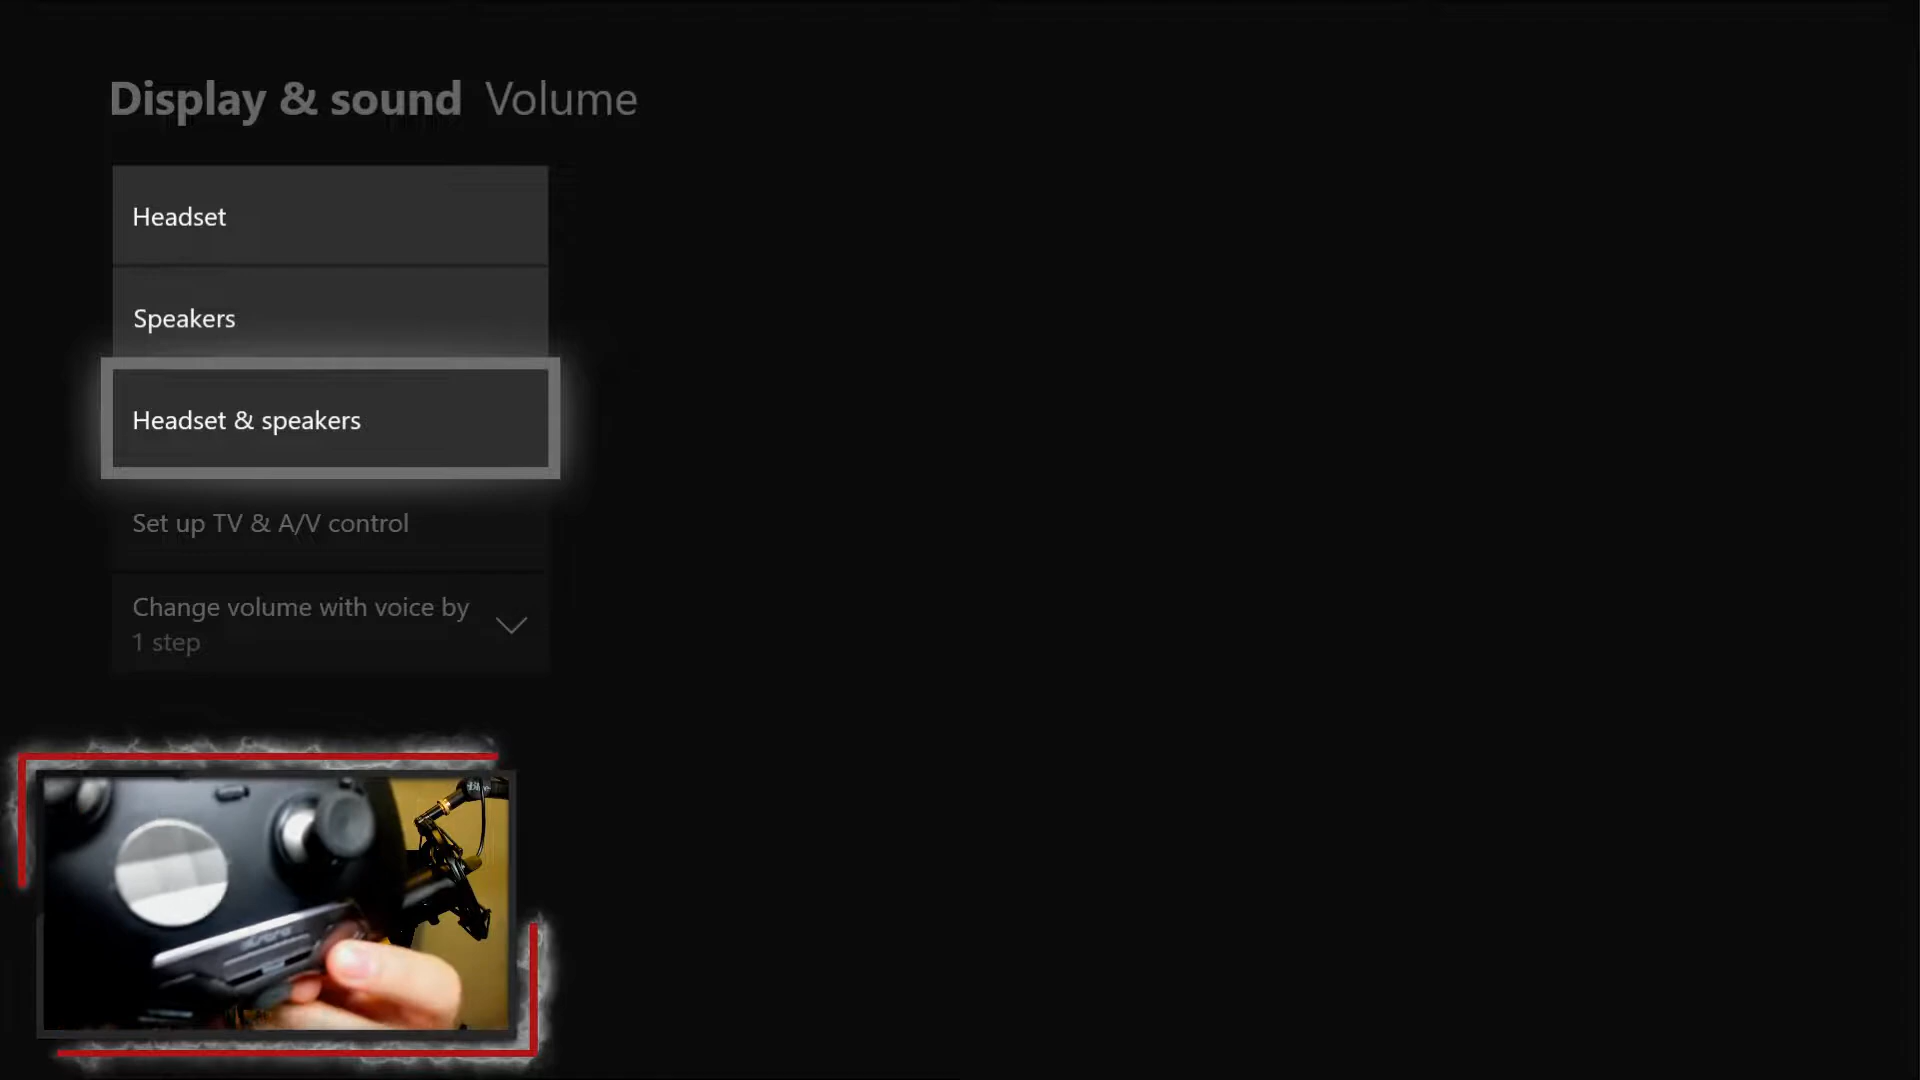 Display & sound Volume
Headset
Speakers
Headset & speakers
Set up TV & A/V control
Change volume with voice by
1 step